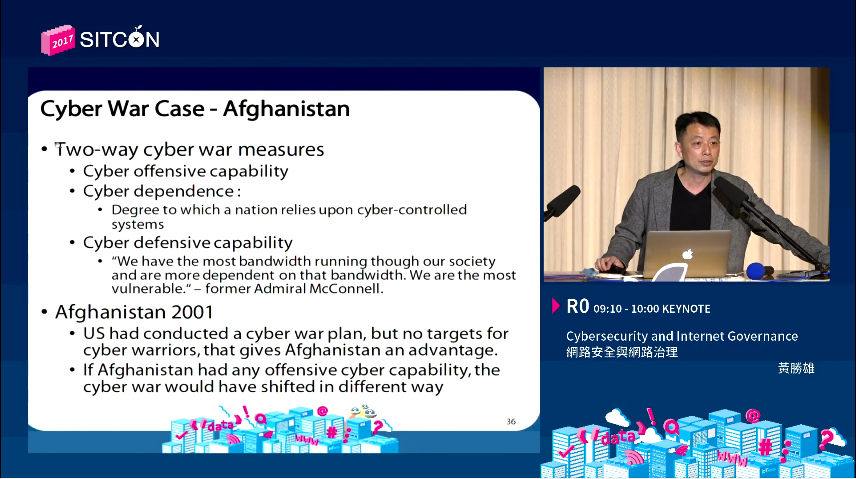 2017 SITCON
Cyber War Case - Afghanistan
• Two-way cyber war measures
• Cyber offensive capability
• Cyber dependence :
• Degree to which a nation relies upon cyber-controlled
systems
• Cyber defensive capability
• “We have the most bandwidth running though our society
and are more dependent on that bandwidth. We are the most
vulnerable.“ – former Admiral McConnell.
• Afghanistan 2001
• US had conducted a cyber war plan, but no targets for
cyber warriors, that gives Afghanistan an advantage.
• If Afghanistan had any offensive cyber capability, the
cyber war would have shifted in different way
36
data
WWW
R0 09:10 - 10:00 KEYNOTE
Cybersecurity and Internet Governance
網路安全與網路治理
黃勝雄
data
WWW